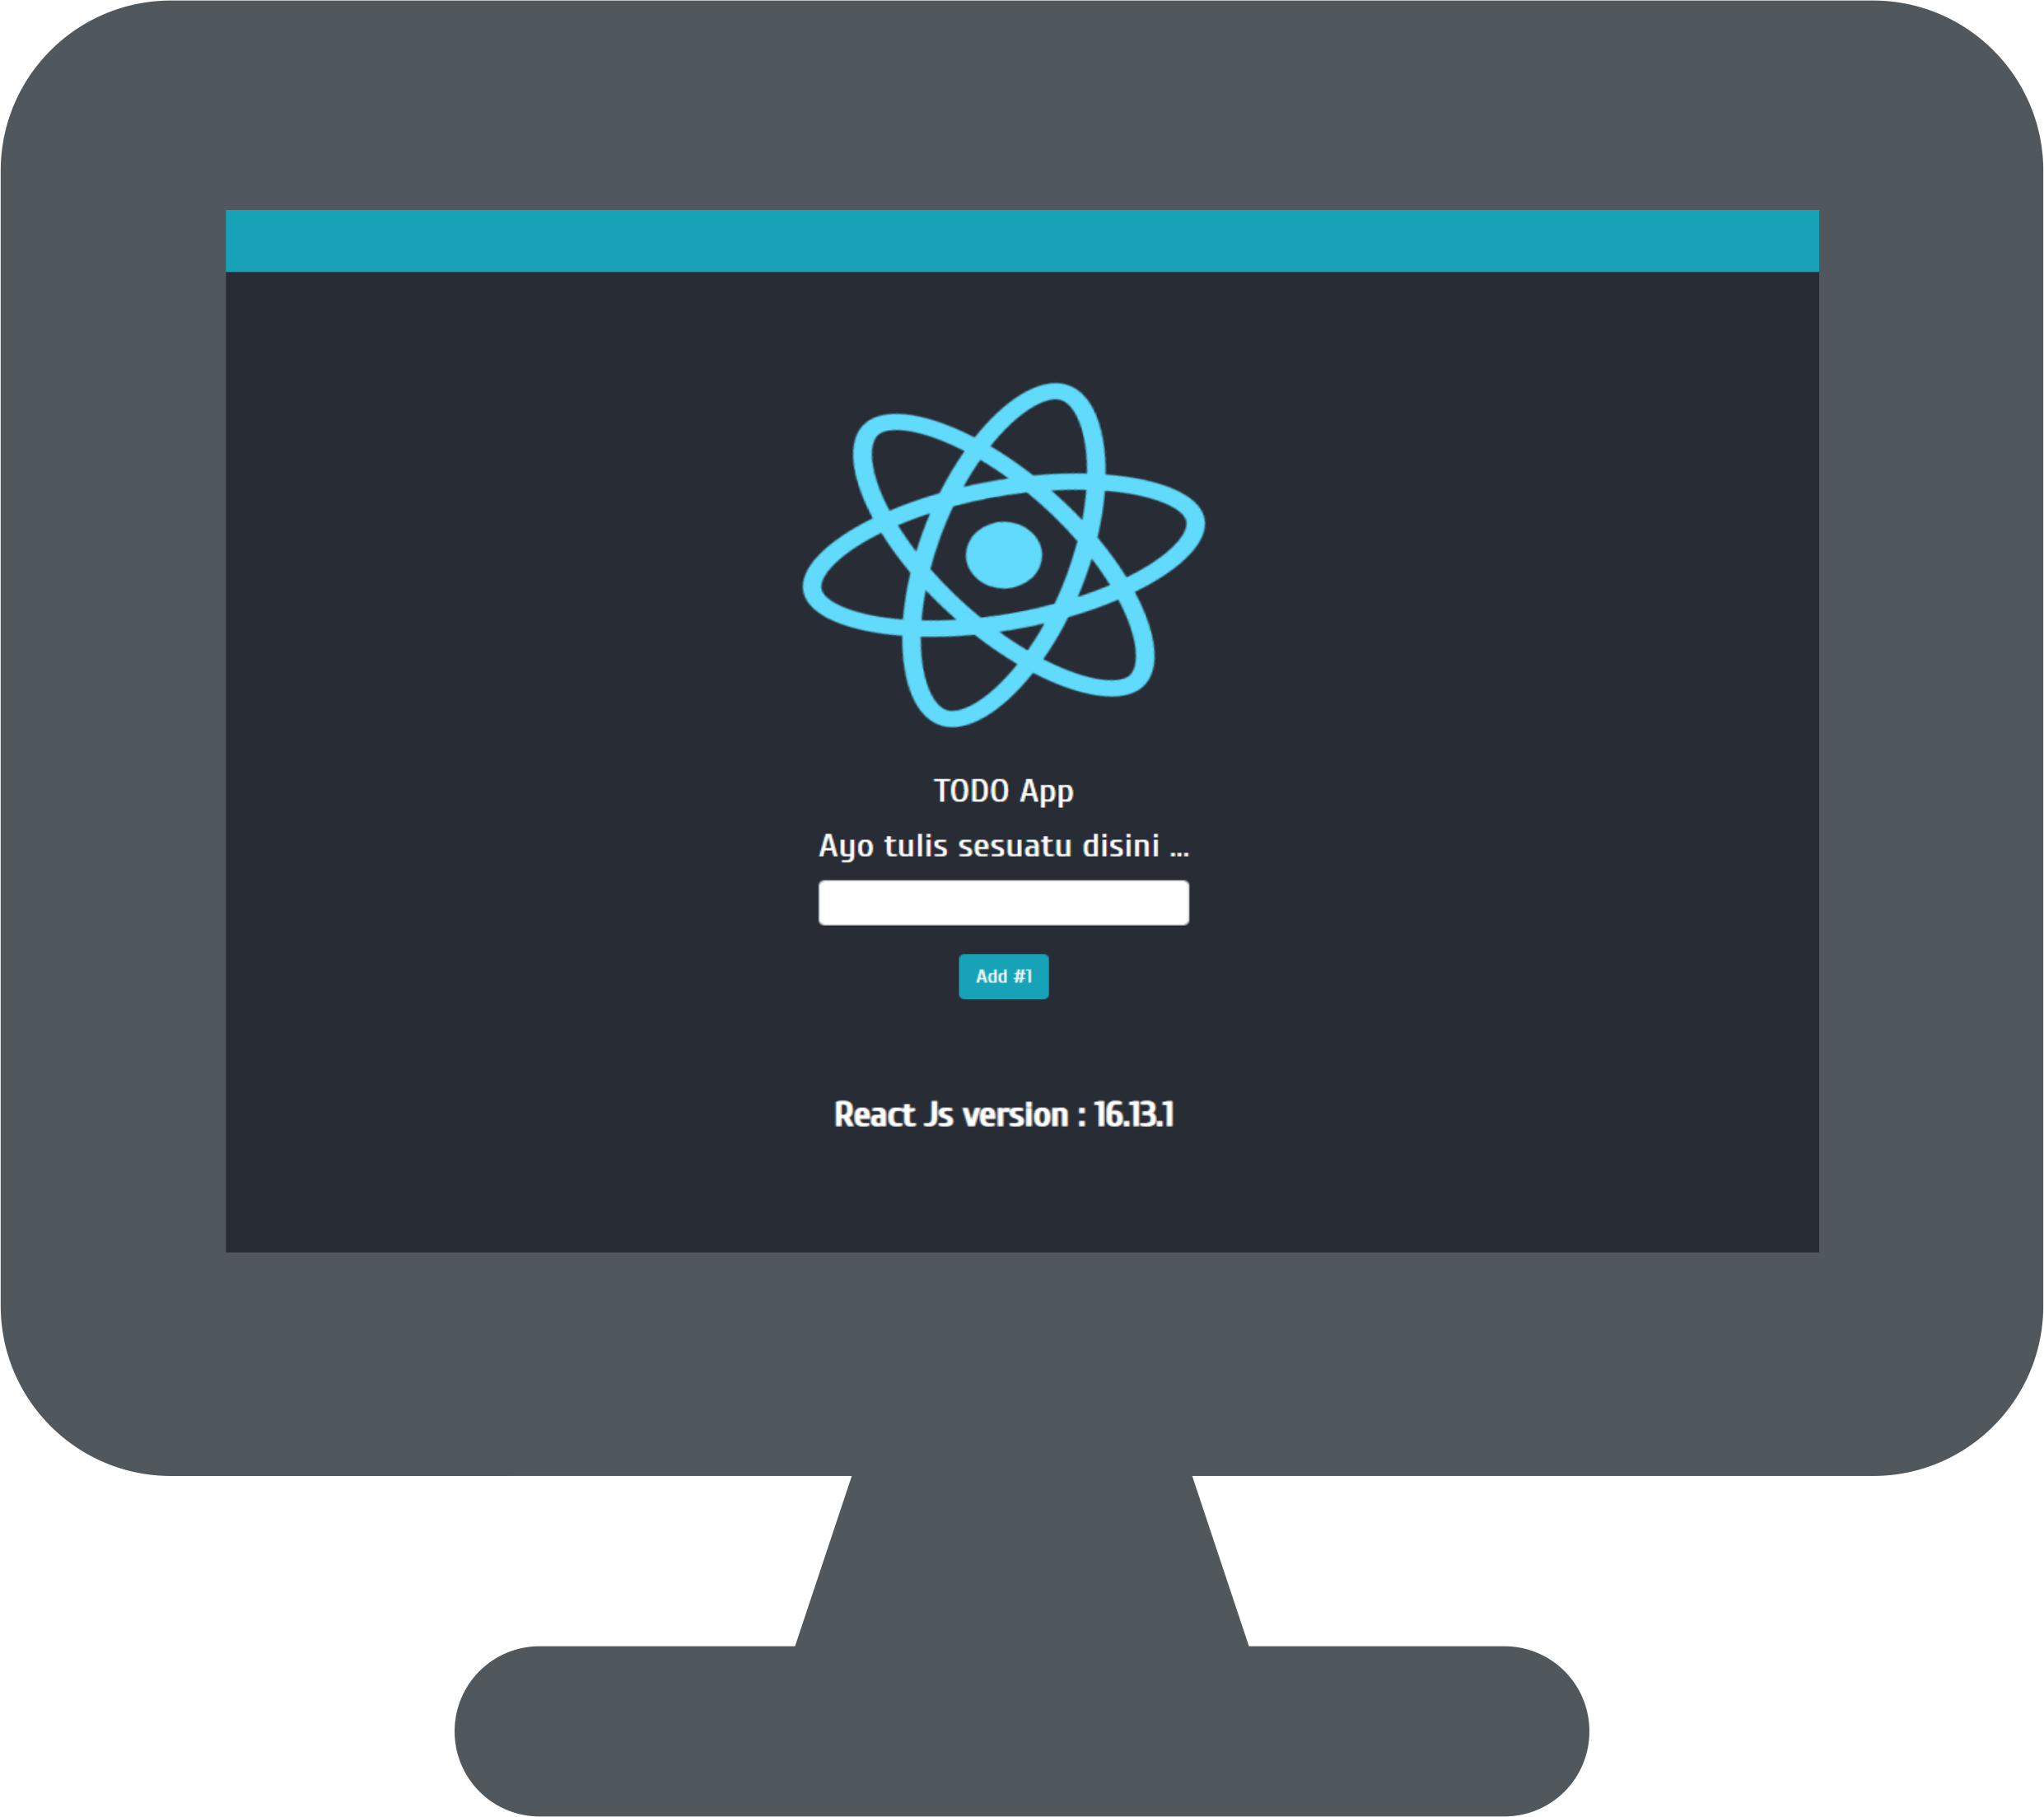 TODO App
Ayo tulis sesuatu disini ...
Add #1
React Js version : 16.13.1